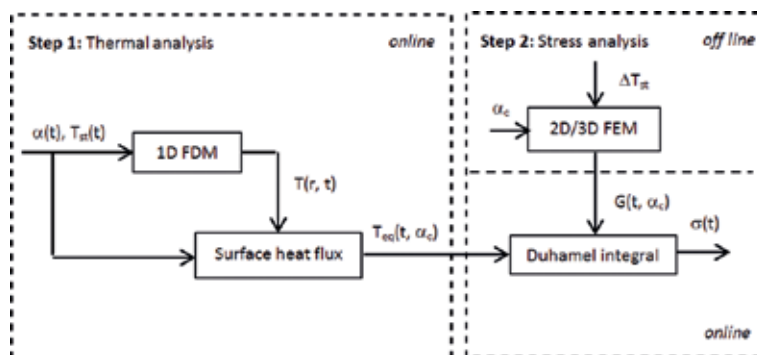 Step 1: Thermal analysis
online
α(t), Tst(t)
1D FDM
T(r, t)
Surface heat flux
Teq(t, αc)
Step 2: Stress analysis
off line
ΔTst
αc
2D/3D FEM
G(t, αc)
Duhamel integral
σ(t)
online